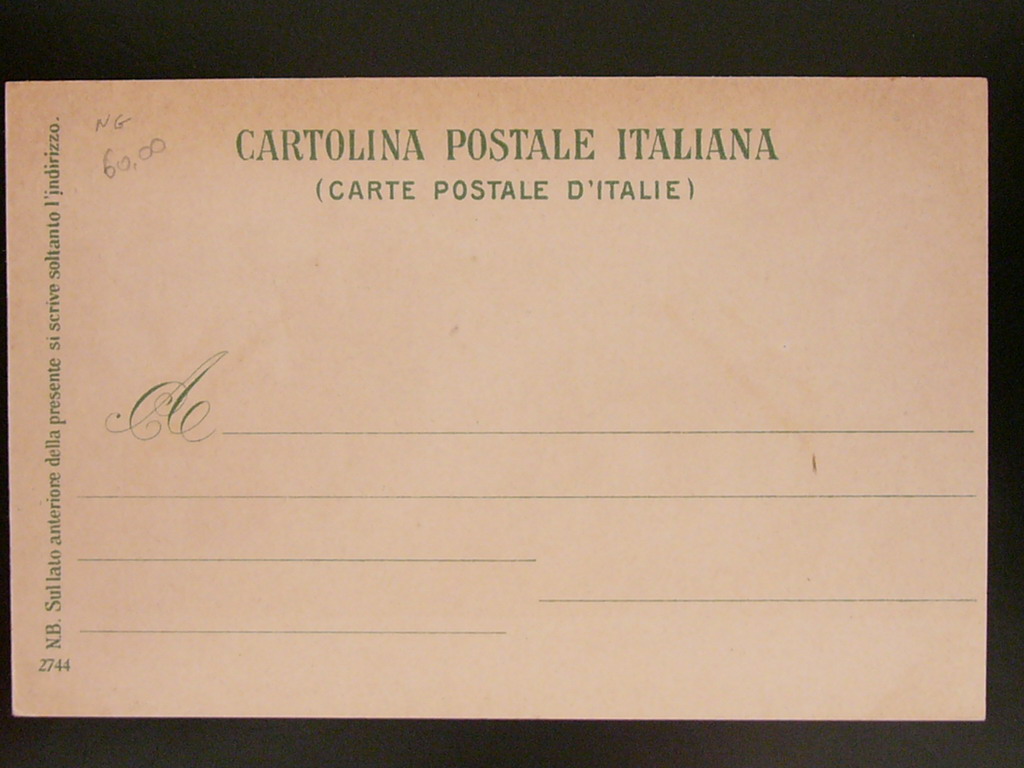 NG
60,00
CARTOLINA POSTALE ITALIANA
(CARTE POSTALE D'ITALIE)
A
N.B. Sul lato anteriore della presente si scrive soltanto l'indirizzo.
2744